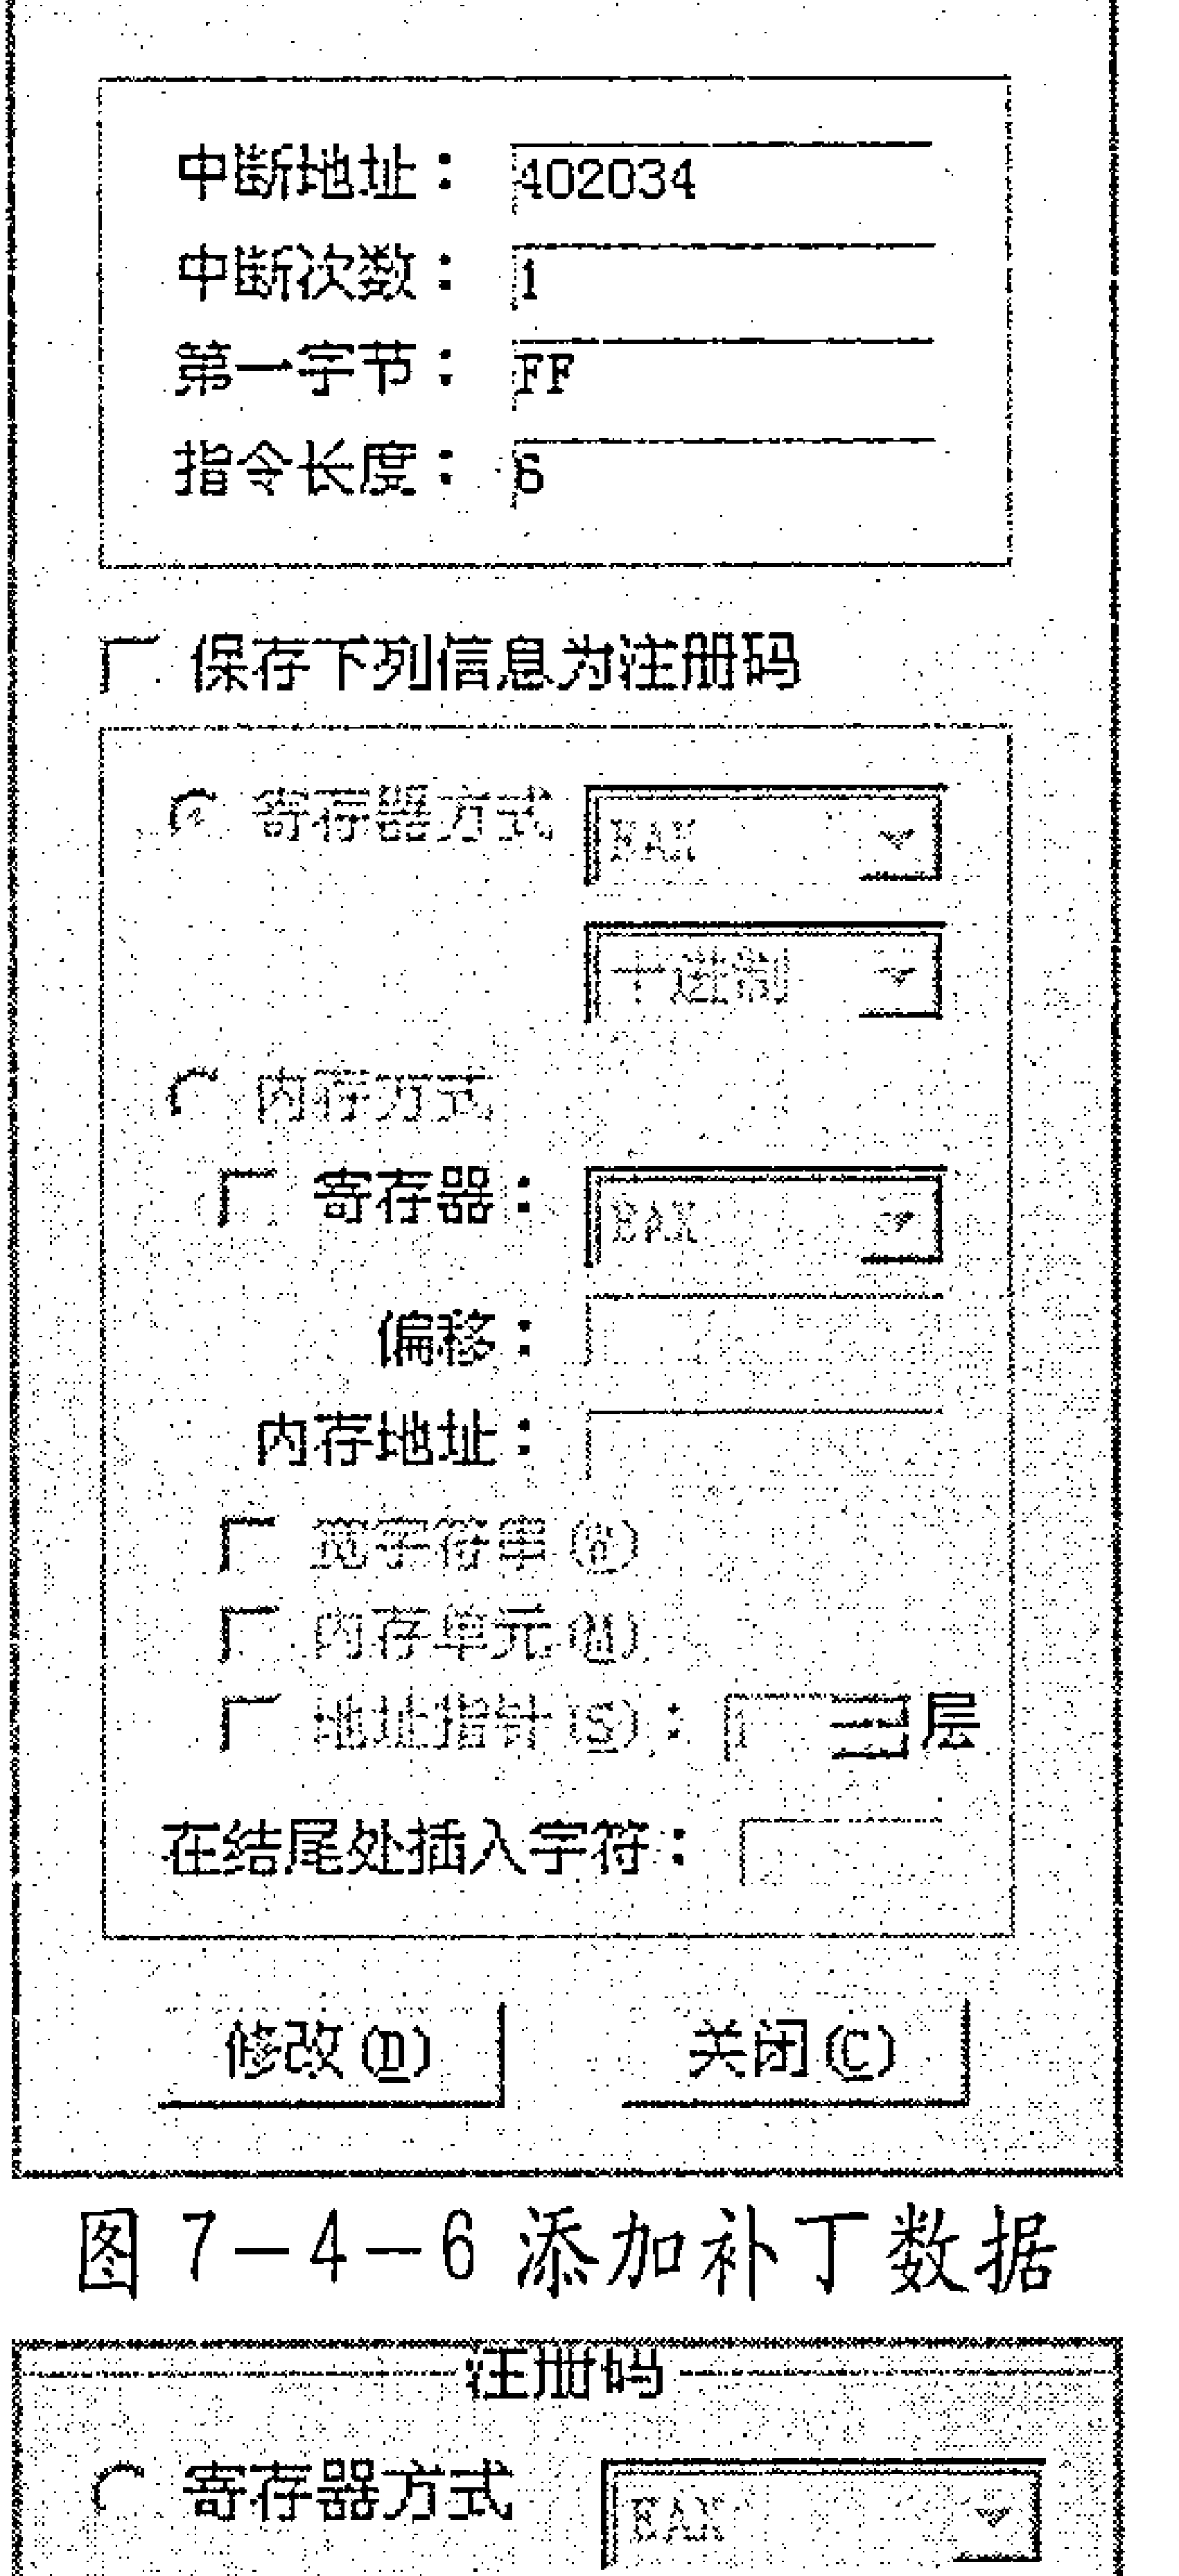 中断地址：402034
中断次数：1
第一字节：FF
指令长度：6
保存下列信息为注册码
寄存器方式 EAX
十进制
内存方式
寄存器：EAX
偏移：
内存地址：
宽字符串(W)
内存单元(M)
地址指针(S)： 层
在结尾处插入字符：
修改(D) 关闭(C)
图 7－4－6 添加补丁数据
注册码
寄存器方式 EAX